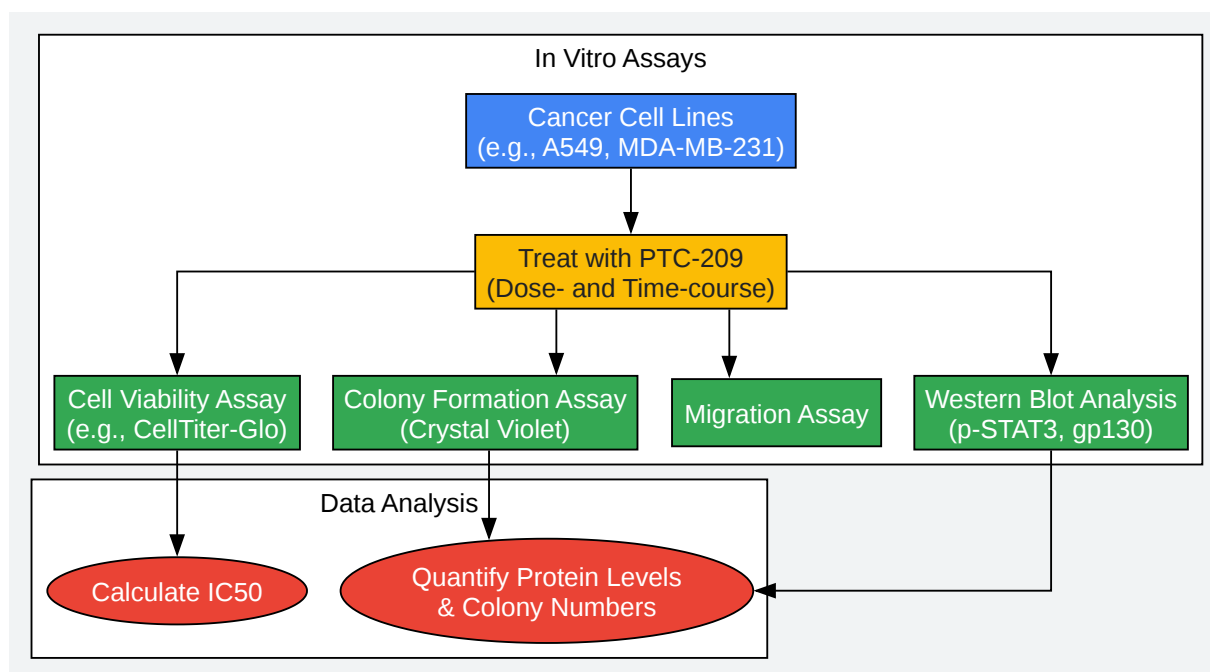 In Vitro Assays
Cancer Cell Lines
(e.g., A549, MDA-MB-231)
Treat with PTC-209
(Dose- and Time-course)
Cell Viability Assay
(e.g., CellTiter-Glo)
Colony Formation Assay
(Crystal Violet)
Migration Assay
Western Blot Analysis
(p-STAT3, gp130)
Data Analysis
Calculate IC50
Quantify Protein Levels
& Colony Numbers